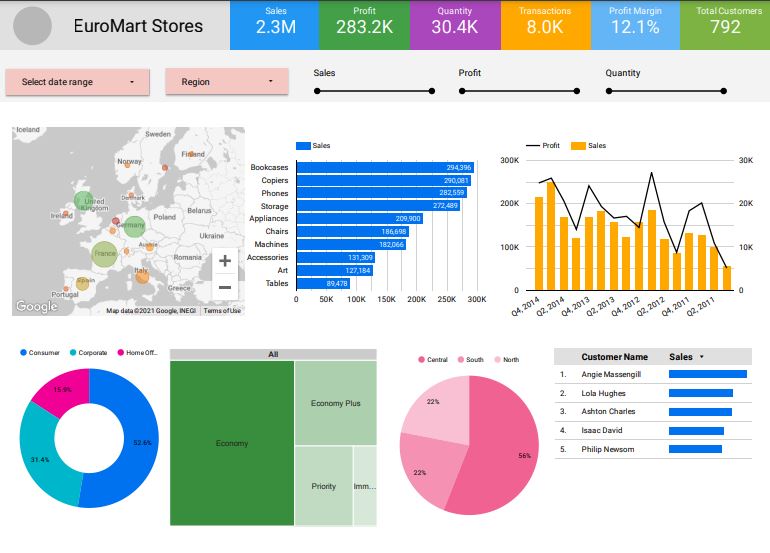 EuroMart Stores
Sales
2.3M
Profit
283.2K
Quantity
30.4K
Transactions
8.0K
Profit Margin
12.1%
Total Customers
792
Select date range
Region
Sales
Profit
Quantity
Iceland
Sweden
Finland
Norway
Denmark
United
Kingdom
Ireland
Belarus
Poland
Germany
Ukraine
Austria
France
Romania
Italy
Spain
Portugal
Greece
Google
Map data ©2021 Google, INEGI
Terms of Use
Sales
Bookcases 294,396
Copiers 290,081
Phones 282,559
Storage 272,489
Appliances 209,900
Chairs 186,698
Machines 182,066
Accessories 131,309
Art 127,184
Tables 89,478
0 50K 100K 150K 200K 250K 300K
Profit Sales
300K 30K
200K 20K
100K 10K
0 0
Q4, 2014 Q2, 2014 Q4, 2013 Q2, 2013 Q4, 2012 Q2, 2012 Q4, 2011 Q2, 2011
Consumer Corporate Home Off...
15.9%
52.6%
31.4%
All
Economy
Economy Plus
Priority
Imm...
Central South North
22%
56%
22%
Customer Name Sales
1. Angie Massengill
2. Lola Hughes
3. Ashton Charles
4. Isaac David
5. Philip Newsom